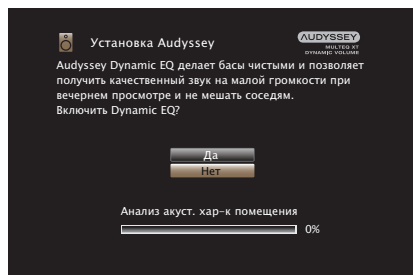 Установка Audyssey
AUDYSSEY
MULTEQ XT
DYNAMIC VOLUME
Audyssey Dynamic EQ делает басы чистыми и позволяет
получить качественный звук на малой громкости при
вечернем просмотре и не мешать соседям.
Включить Dynamic EQ?
Да
Нет
Анализ акуст. хар-к помещения
0%